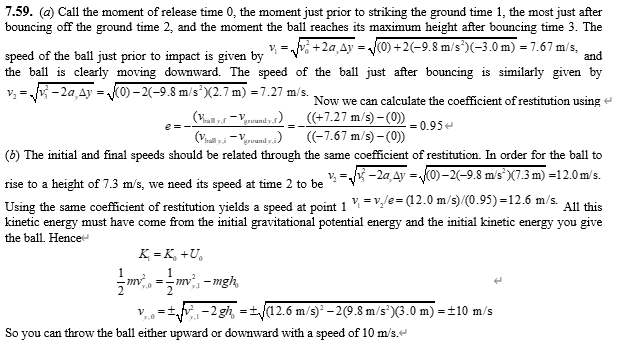 7.59. (a) Call the moment of release time 0, the moment just prior to striking the ground time 1, the most just after
bouncing off the ground time 2, and the moment the ball reaches its maximum height after bouncing time 3. The
speed of the ball just prior to impact is given by v₁ = √(v₀² + 2a_yΔy) = √((0) + 2(−9.8 m/s²)(−3.0 m)) = 7.67 m/s, and
the ball is clearly moving downward. The speed of the ball just after bouncing is similarly given by
v₂ = √(v₃² − 2a_yΔy) = √((0) − 2(−9.8 m/s²)(2.7 m)) = 7.27 m/s. Now we can calculate the coefficient of restitution using
e = −(v_ball y,f − v_ground y,f)/(v_ball y,i − v_ground y,i) = −((+7.27 m/s) − (0))/((−7.67 m/s) − (0)) = 0.95
(b) The initial and final speeds should be related through the same coefficient of restitution. In order for the ball to
rise to a height of 7.3 m/s, we need its speed at time 2 to be v₂ = √(v₃² − 2a_yΔy) = √((0) − 2(−9.8 m/s²)(7.3 m)) = 12.0 m/s.
Using the same coefficient of restitution yields a speed at point 1 v₁ = v₂/e = (12.0 m/s)/(0.95) = 12.6 m/s. All this
kinetic energy must have come from the initial gravitational potential energy and the initial kinetic energy you give
the ball. Hence
K₁ = K₀ + U₀
1/2 mv²_y,0 = 1/2 mv²_y,1 − mgh₀
v_y,0 = ±√(v²_y,1 − 2gh₀) = ±√((12.6 m/s)² − 2(9.8 m/s²)(3.0 m)) = ±10 m/s
So you can throw the ball either upward or downward with a speed of 10 m/s.